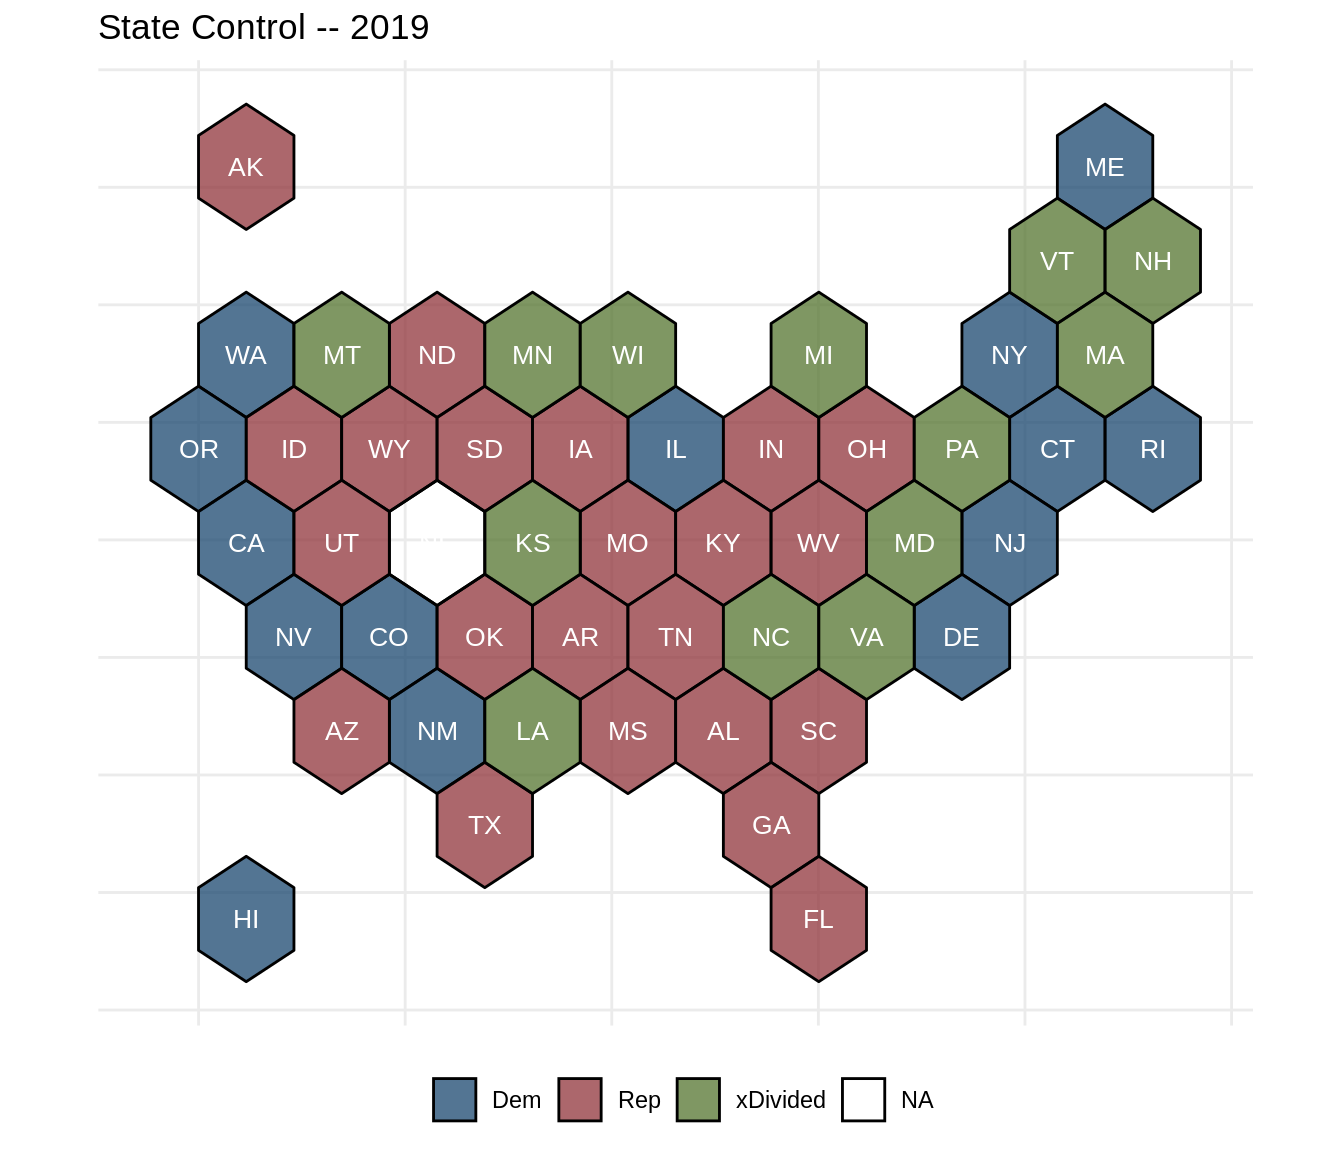 State Control -- 2019
AK
ME
VT NH
WA MT ND MN WI MI NY MA
OR ID WY SD IA IL IN OH PA CT RI
CA UT KS MO KY WV MD NJ
NV CO OK AR TN NC VA DE
AZ NM LA MS AL SC
TX GA
HI FL
Dem Rep xDivided NA